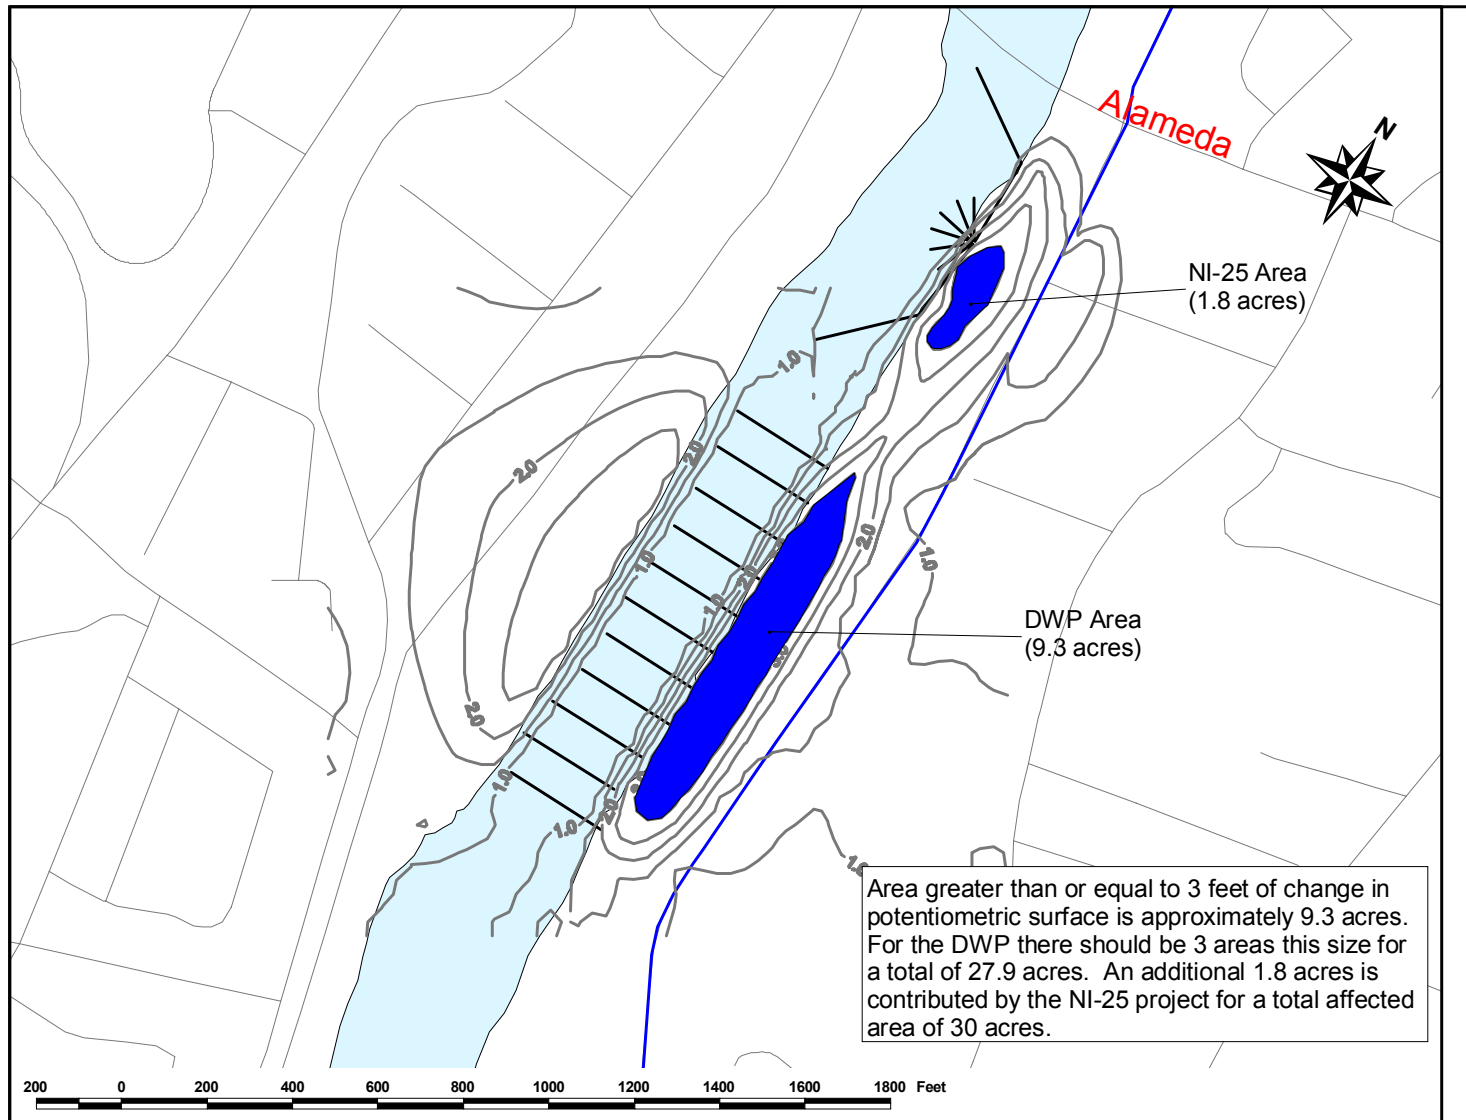 Alameda
N
NI-25 Area
(1.8 acres)
1.0
2.0
2.0
2.0
2.0
1.0
1.0
2.0
1.0
DWP Area
(9.3 acres)
3.0
2.0
1.0
2.0
1.0
1.0
Area greater than or equal to 3 feet of change in
potentiometric surface is approximately 9.3 acres.
For the DWP there should be 3 areas this size for
a total of 27.9 acres. An additional 1.8 acres is
contributed by the NI-25 project for a total affected
area of 30 acres.
200 0 200 400 600 800 1000 1200 1400 1600 1800 Feet